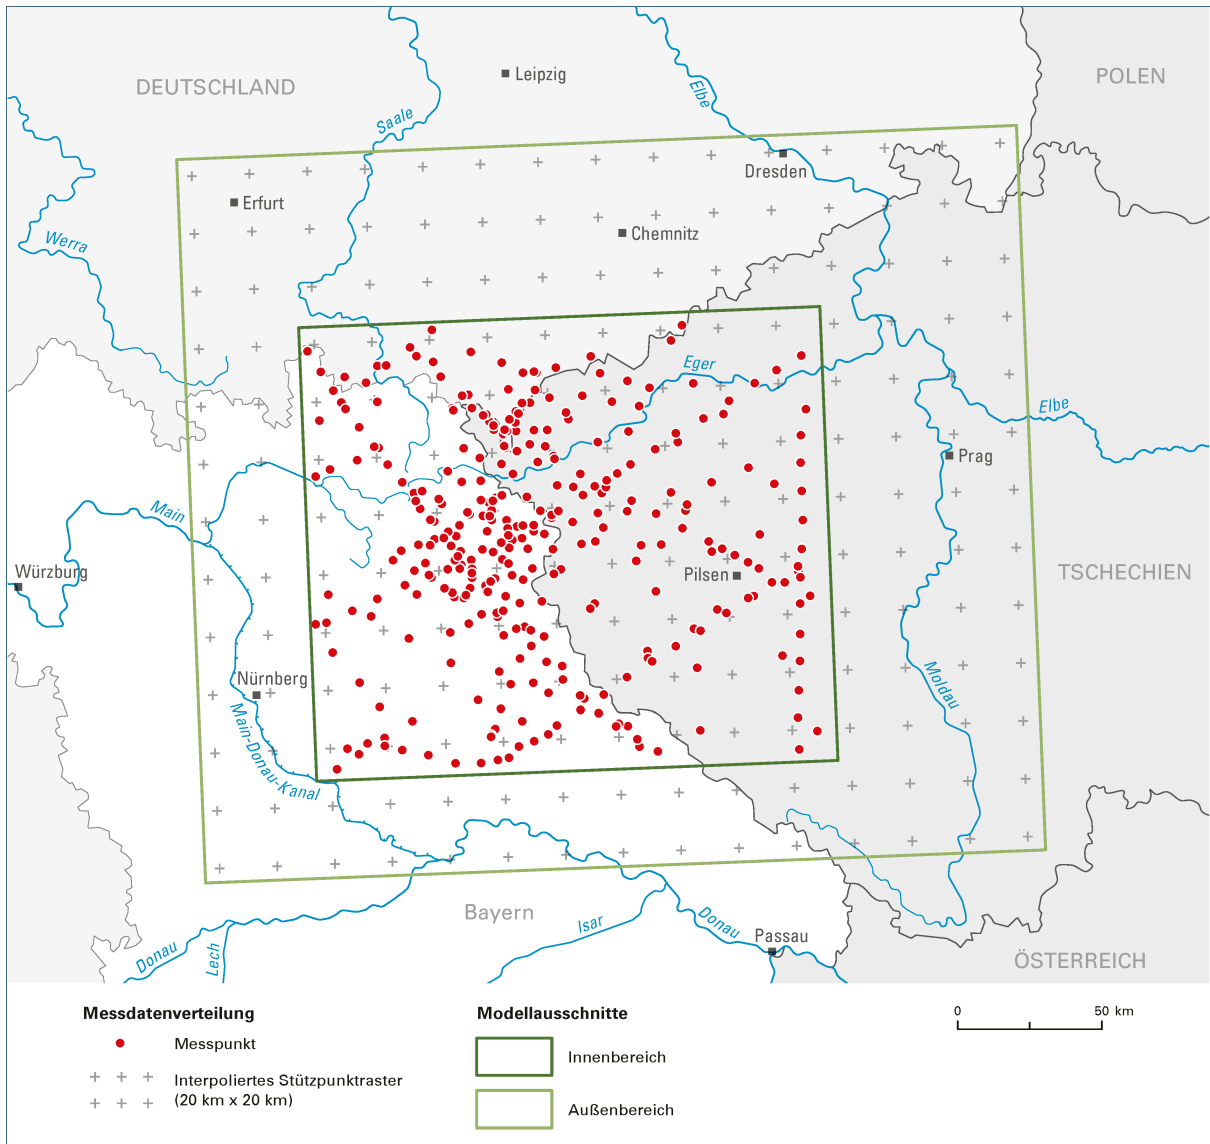 DEUTSCHLAND
Leipzig
POLEN
Elbe
Saale
Dresden
Erfurt
Chemnitz
Werra
Eger
Elbe
Prag
Main
Würzburg
Pilsen
TSCHECHIEN
Nürnberg
Moldau
Main-Donau-Kanal
Bayern
Isar
Donau
Passau
Donau
Lech
ÖSTERREICH
Messdatenverteilung
Messpunkt
Interpoliertes Stützpunktraster
(20 km x 20 km)
Modellausschnitte
Innenbereich
Außenbereich
0 50 km